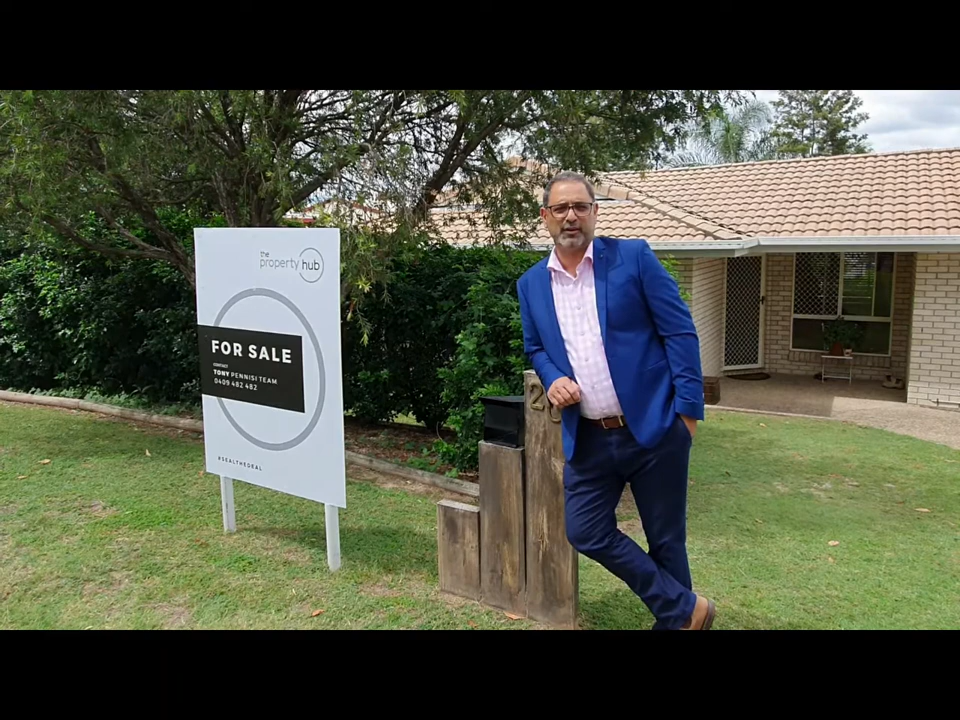 the
property hub
FOR SALE
CONTACT
TONY PENNISI TEAM
0409 482 482
#SEALTHEDEAL